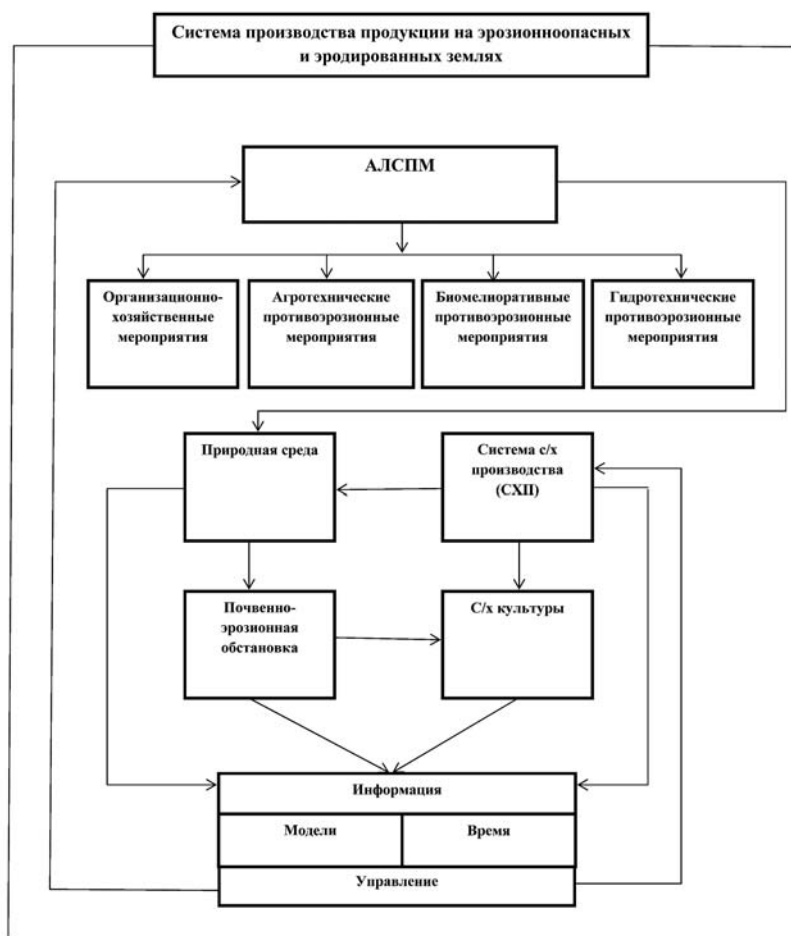 Система производства продукции на эрозионноопасных
и эродированных землях
АЛСПМ
Организационно-
хозяйственные
мероприятия
Агротехнические
противоэрозионные
мероприятия
Биомелиоративные
противоэрозионные
мероприятия
Гидротехнические
противоэрозионные
мероприятия
Природная среда
Система с/х
производства
(СХП)
Почвенно-
эрозионная
обстановка
С/х культуры
Информация
Модели
Время
Управление